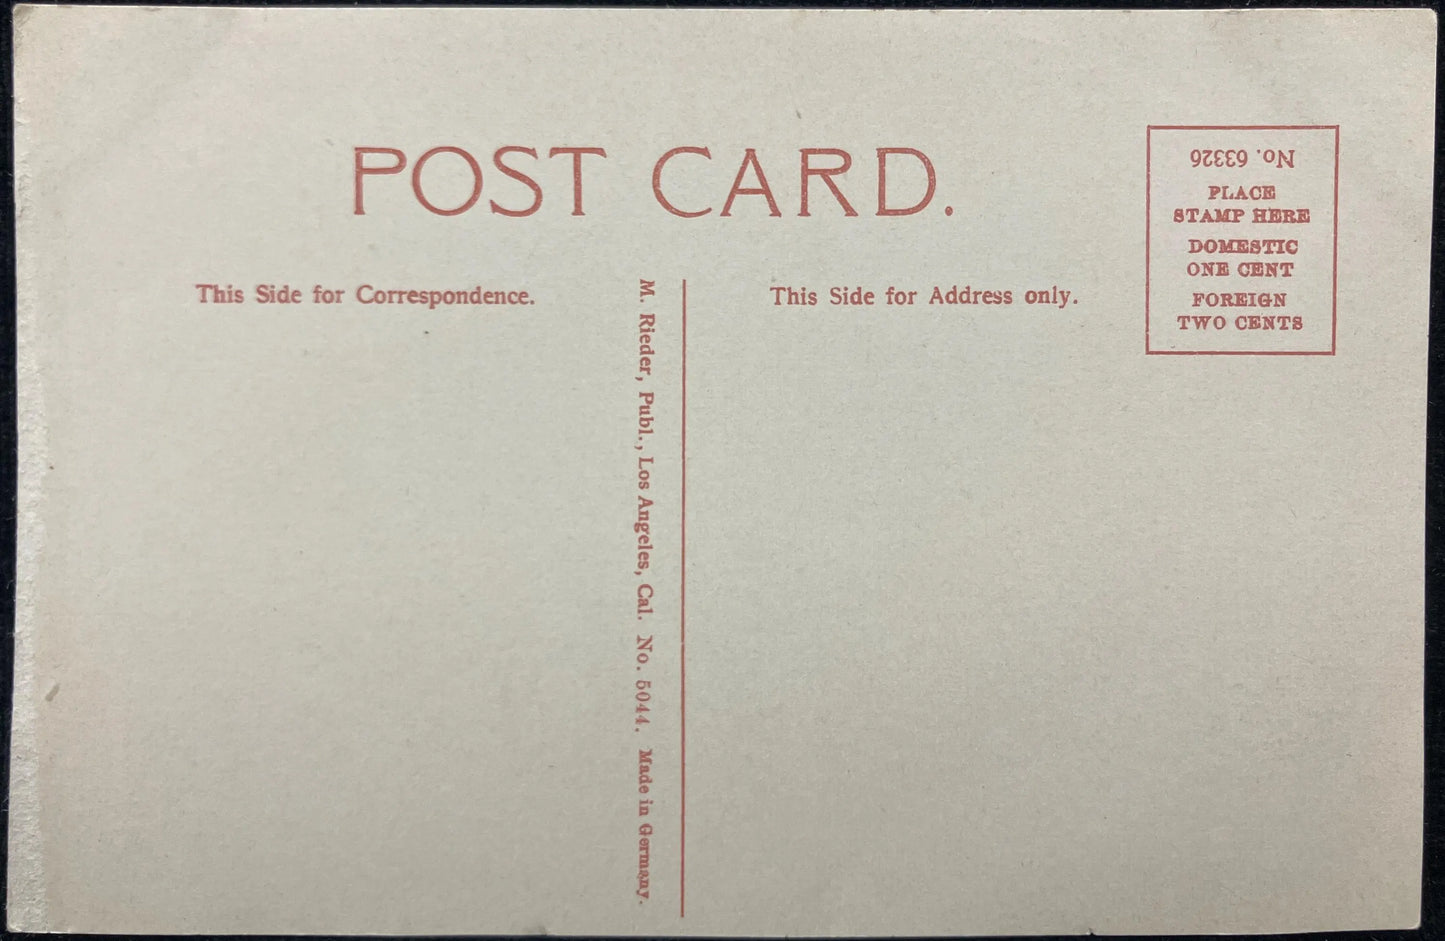 POST CARD.
No. 63326
PLACE
STAMP HERE
DOMESTIC
ONE CENT
FOREIGN
TWO CENTS
This Side for Correspondence.
M. Rieder, Publ., Los Angeles, Cal. No. 5044. Made in Germany.
This Side for Address only.